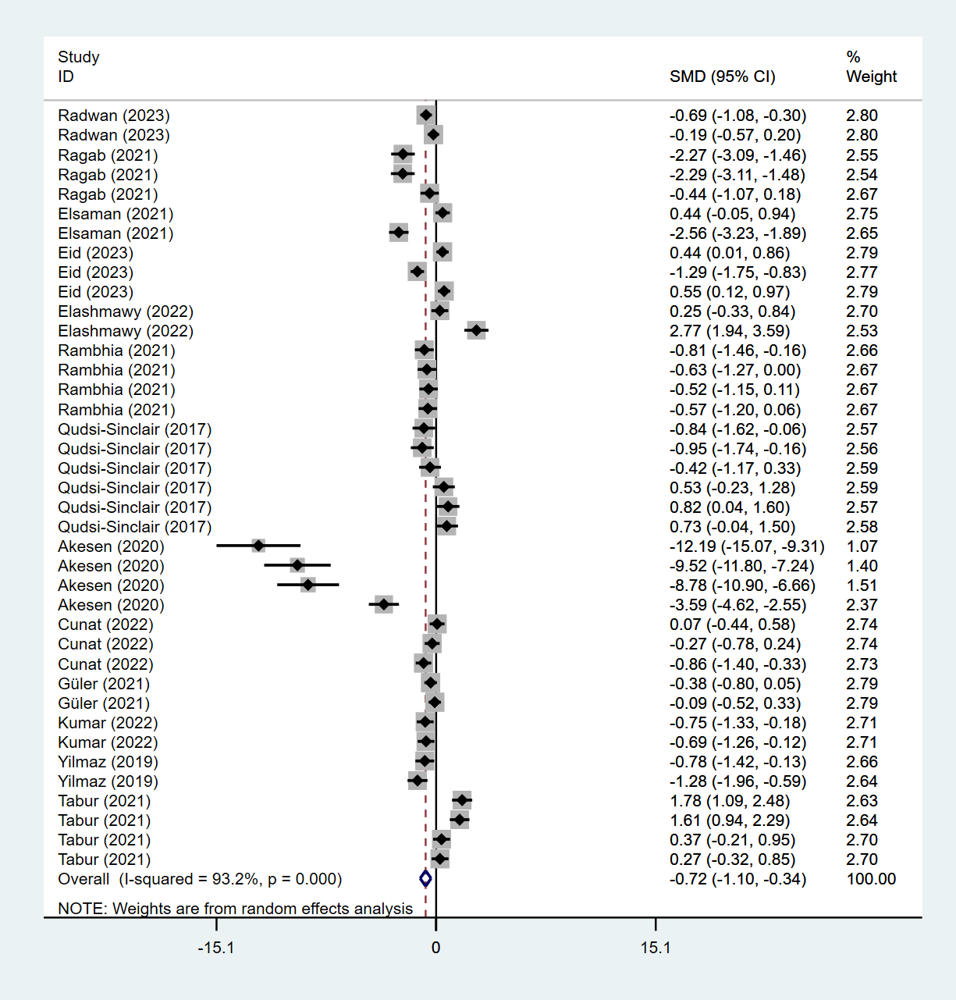 Study %
ID SMD (95% CI) Weight
Radwan (2023) -0.69 (-1.08, -0.30) 2.80
Radwan (2023) -0.19 (-0.57, 0.20) 2.80
Ragab (2021) -2.27 (-3.09, -1.46) 2.55
Ragab (2021) -2.29 (-3.11, -1.48) 2.54
Ragab (2021) -0.44 (-1.07, 0.18) 2.67
Elsaman (2021) 0.44 (-0.05, 0.94) 2.75
Elsaman (2021) -2.56 (-3.23, -1.89) 2.65
Eid (2023) 0.44 (0.01, 0.86) 2.79
Eid (2023) -1.29 (-1.75, -0.83) 2.77
Eid (2023) 0.55 (0.12, 0.97) 2.79
Elashmawy (2022) 0.25 (-0.33, 0.84) 2.70
Elashmawy (2022) 2.77 (1.94, 3.59) 2.53
Rambhia (2021) -0.81 (-1.46, -0.16) 2.66
Rambhia (2021) -0.63 (-1.27, 0.00) 2.67
Rambhia (2021) -0.52 (-1.15, 0.11) 2.67
Rambhia (2021) -0.57 (-1.20, 0.06) 2.67
Qudsi-Sinclair (2017) -0.84 (-1.62, -0.06) 2.57
Qudsi-Sinclair (2017) -0.95 (-1.74, -0.16) 2.56
Qudsi-Sinclair (2017) -0.42 (-1.17, 0.33) 2.59
Qudsi-Sinclair (2017) 0.53 (-0.23, 1.28) 2.59
Qudsi-Sinclair (2017) 0.82 (0.04, 1.60) 2.57
Qudsi-Sinclair (2017) 0.73 (-0.04, 1.50) 2.58
Akesen (2020) -12.19 (-15.07, -9.31) 1.07
Akesen (2020) -9.52 (-11.80, -7.24) 1.40
Akesen (2020) -8.78 (-10.90, -6.66) 1.51
Akesen (2020) -3.59 (-4.62, -2.55) 2.37
Cunat (2022) 0.07 (-0.44, 0.58) 2.74
Cunat (2022) -0.27 (-0.78, 0.24) 2.74
Cunat (2022) -0.86 (-1.40, -0.33) 2.73
Güler (2021) -0.38 (-0.80, 0.05) 2.79
Güler (2021) -0.09 (-0.52, 0.33) 2.79
Kumar (2022) -0.75 (-1.33, -0.18) 2.71
Kumar (2022) -0.69 (-1.26, -0.12) 2.71
Yilmaz (2019) -0.78 (-1.42, -0.13) 2.66
Yilmaz (2019) -1.28 (-1.96, -0.59) 2.64
Tabur (2021) 1.78 (1.09, 2.48) 2.63
Tabur (2021) 1.61 (0.94, 2.29) 2.64
Tabur (2021) 0.37 (-0.21, 0.95) 2.70
Tabur (2021) 0.27 (-0.32, 0.85) 2.70
Overall (I-squared = 93.2%, p = 0.000) -0.72 (-1.10, -0.34) 100.00
NOTE: Weights are from random effects analysis
-15.1 0 15.1